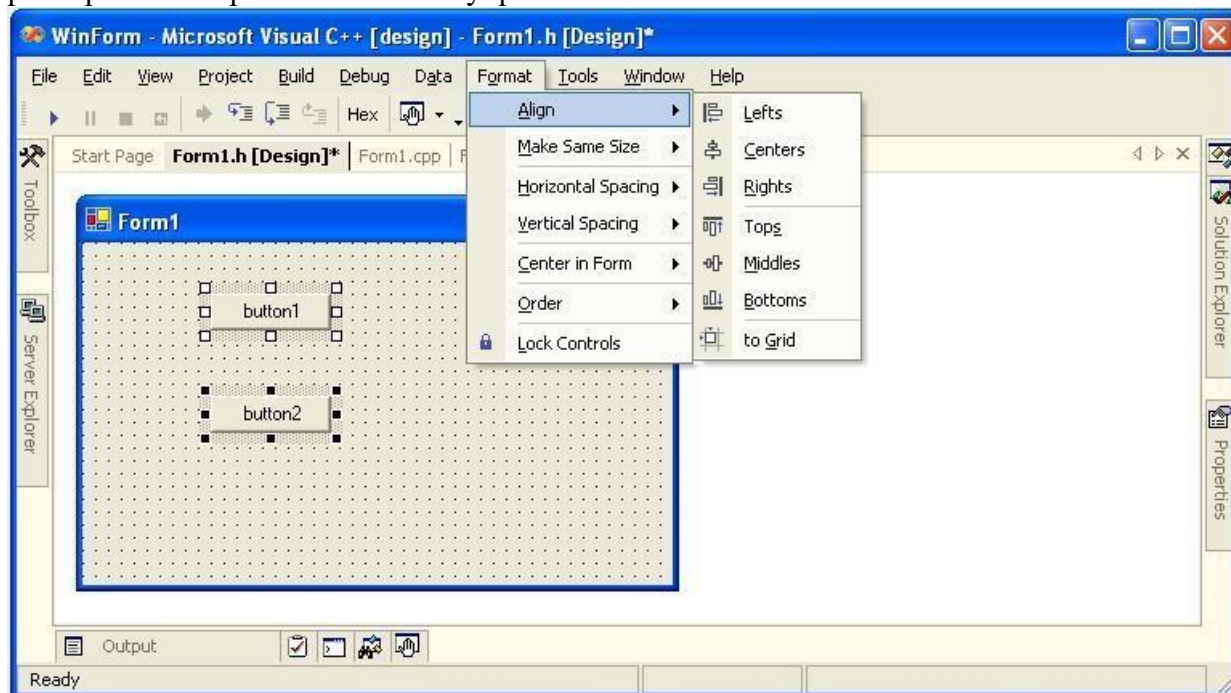 WinForm - Microsoft Visual C++ [design] - Form1.h [Design]*
File Edit View Project Build Debug Data Format Tools Window Help
Hex
Start Page Form1.h [Design]* Form1.cpp
Toolbox
Server Explorer
Form1
button1
button2
Align
Make Same Size
Horizontal Spacing
Vertical Spacing
Center in Form
Order
Lock Controls
Lefts
Centers
Rights
Tops
Middles
Bottoms
to Grid
Solution Explorer
Properties
Output
Ready